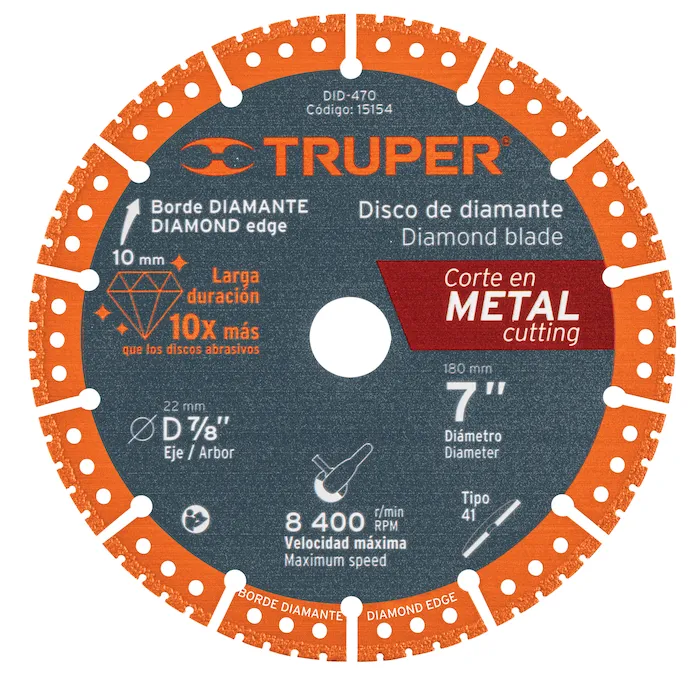 DID-470
Código: 15154
TRUPER®
Borde DIAMANTE
DIAMOND edge
10 mm
Disco de diamante
Diamond blade
Larga
duración
10x más
que los discos abrasivos
Corte en
METAL
cutting
22 mm
D 7/8"
Eje / Arbor
180 mm
7"
Diámetro
Diameter
8 400 r/min
RPM
Velocidad máxima
Maximum speed
Tipo
41
BORDE DIAMANTE
DIAMOND EDGE